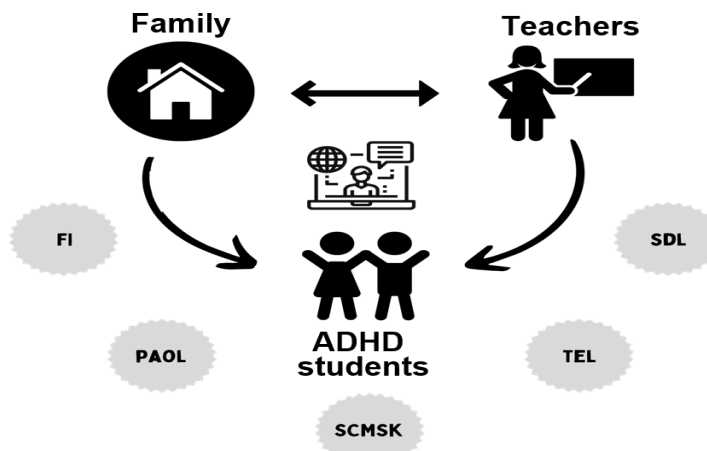 Family
Teachers
FI
SDL
PAOL
ADHD
students
TEL
SCMSK